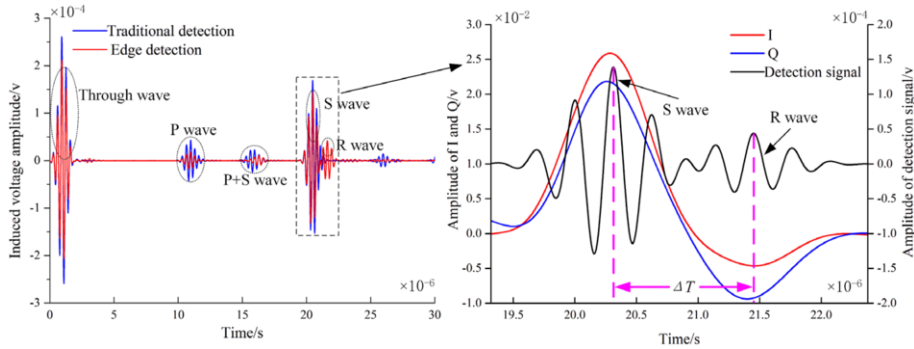 3×10⁻⁴
Traditional detection
Edge detection
2
Through wave
1
P wave
S wave
R wave
0
P+S wave
-1
-2
×10⁻⁶
-3
0 5 10 15 20 25 30
Time/s
Induced voltage amplitude/v
3.0 ×10⁻²
×10⁻⁴ 2.0
I
Q
Detection signal
2.5
1.5
2.0
1.0
S wave
1.5
0.5
R wave
1.0
0.0
0.5
-0.5
0.0
-1.0
-0.5
ΔT
×10⁻⁶
-1.5
-1.0
-2.0
19.5 20.0 20.5 21.0 21.5 22.0
Time/s
Amplitude of I and Q/v
Amplitude of detection signal/v